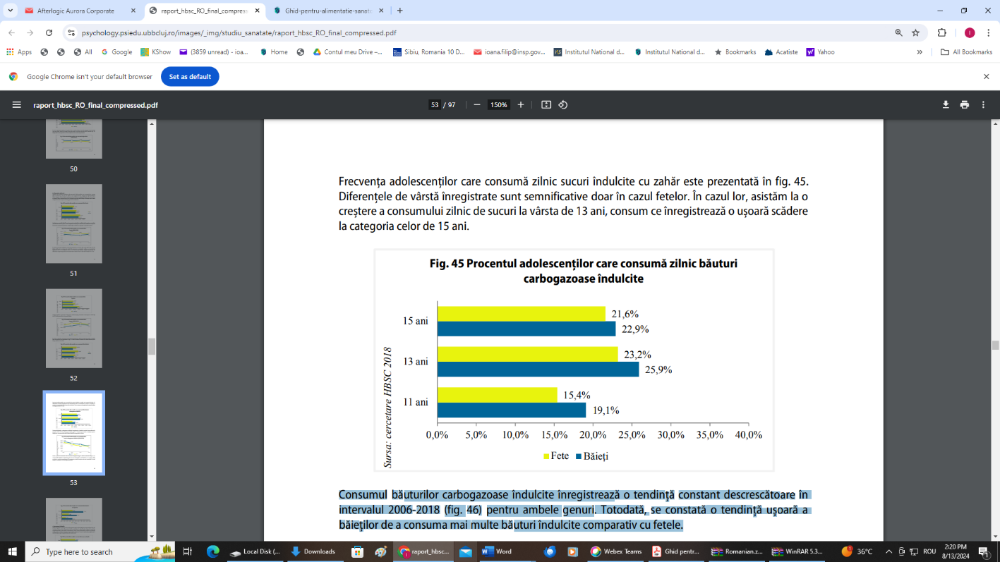 Afterlogic Aurora Corporate
raport_hbsc_RO_final_compress
Ghid-pentru-alimentatie-sanato
psychology.psiedu.ubbcluj.ro/images/_img/studiu_sanatate/raport_hbsc_RO_final_compressed.pdf
Apps All Google KShow (3859 unread) - ioa... Home Contul meu Drive –... Sibiu, Romania 10 D... ioana.filip@insp.gov... Institutul National d... Institutul National d... Bookmarks Acatiste Yahoo » All Bookmarks
Google Chrome isn't your default browser Set as default
raport_hbsc_RO_final_compressed.pdf 53 / 97 150%
50
51
52
53
Frecvența adolescenților care consumă zilnic sucuri îndulcite cu zahăr este prezentată în fig. 45.
Diferențele de vârstă înregistrate sunt semnificative doar în cazul fetelor. În cazul lor, asistăm la o
creștere a consumului zilnic de sucuri la vârsta de 13 ani, consum ce înregistrează o ușoară scădere
la categoria celor de 15 ani.
Fig. 45 Procentul adolescenților care consumă zilnic băuturi
carbogazoase îndulcite
Sursa: cercetare HBSC 2018
15 ani 21,6%
22,9%
13 ani 23,2%
25,9%
11 ani 15,4%
19,1%
0,0% 5,0% 10,0% 15,0% 20,0% 25,0% 30,0% 35,0% 40,0%
Fete Băieți
Consumul băuturilor carbogazoase îndulcite înregistrează o tendință constant descrescătoare în
intervalul 2006-2018 (fig. 46) pentru ambele genuri. Totodată, se constată o tendință ușoară a
băieților de a consuma mai multe băuturi îndulcite comparativ cu fetele.
Type here to search Local Disk (... Downloads raport_hbsc... Word Webex Teams Ghid pentr... Romanian.z... WinRAR 5.3... 36°C ROU 2:20 PM
8/13/2024